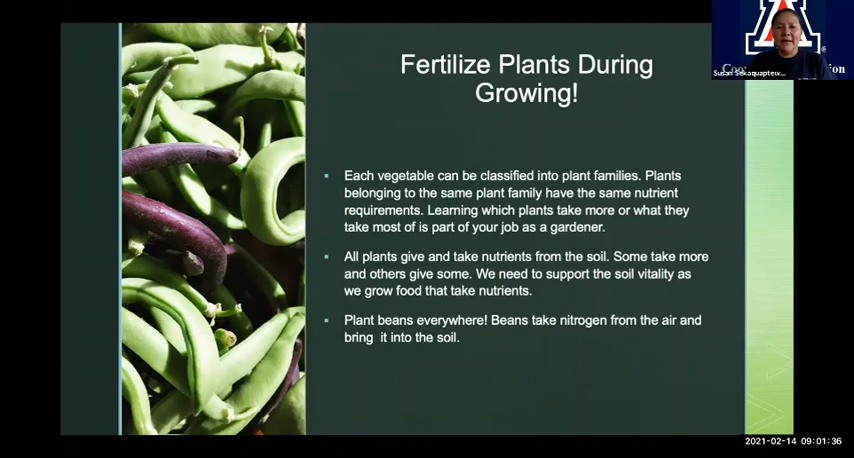 Fertilize Plants During
Growing!
Each vegetable can be classified into plant families. Plants
belonging to the same plant family have the same nutrient
requirements. Learning which plants take more or what they
take most of is part of your job as a gardener.
All plants give and take nutrients from the soil. Some take more
and others give some. We need to support the soil vitality as
we grow food that take nutrients.
Plant beans everywhere! Beans take nitrogen from the air and
bring it into the soil.
A
Susan Sekaquaptew...
2021-02-14 09:01:36